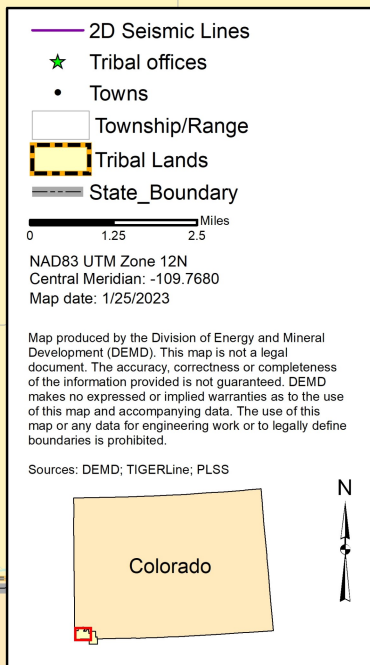 2D Seismic Lines
Tribal offices
Towns
Township/Range
Tribal Lands
State_Boundary
Miles
0 1.25 2.5
NAD83 UTM Zone 12N
Central Meridian: -109.7680
Map date: 1/25/2023
Map produced by the Division of Energy and Mineral
Development (DEMD). This map is not a legal
document. The accuracy, correctness or completeness
of the information provided is not guaranteed. DEMD
makes no expressed or implied warranties as to the use
of this map and accompanying data. The use of this
map or any data for engineering work or to legally define
boundaries is prohibited.
Sources: DEMD; TIGERLine; PLSS
N
Colorado